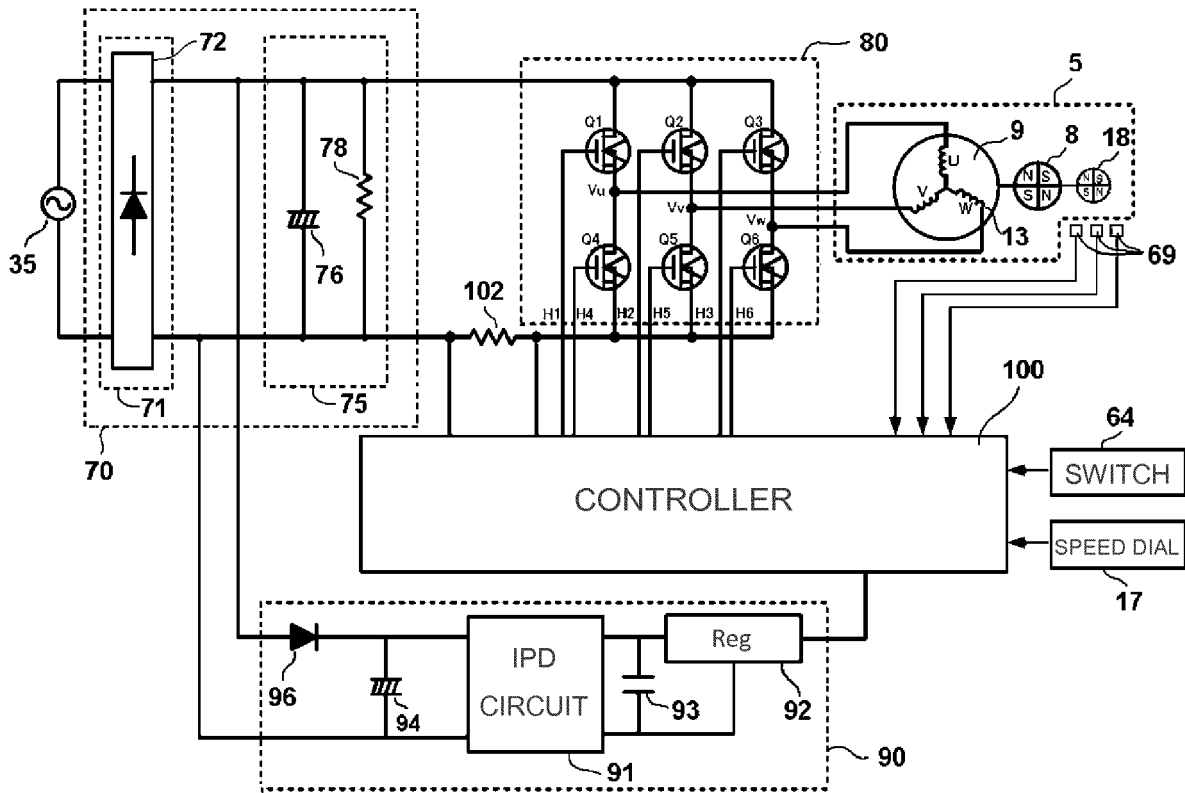 72
80
5
Q1
Q2
Q3
9
8
18
78
U
N
S
S
N
N
S
S
N
Vu
V
W
Vv
Vw
13
35
76
Q4
Q5
Q6
69
102
H1
H4
H2
H5
H3
H6
71
75
100
70
64
CONTROLLER
SWITCH
SPEED DIAL
17
Reg
IPD
CIRCUIT
96
94
93
92
91
90